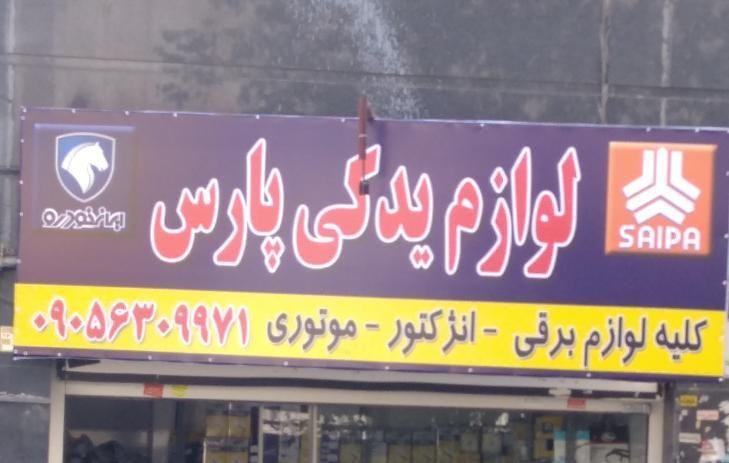 لوازم یدکی پارس
SAIPA
ایران خودرو
کلیه لوازم برقی - انژکتور - موتوری ۰۹۰۵۶۳۰۹۹۷۱